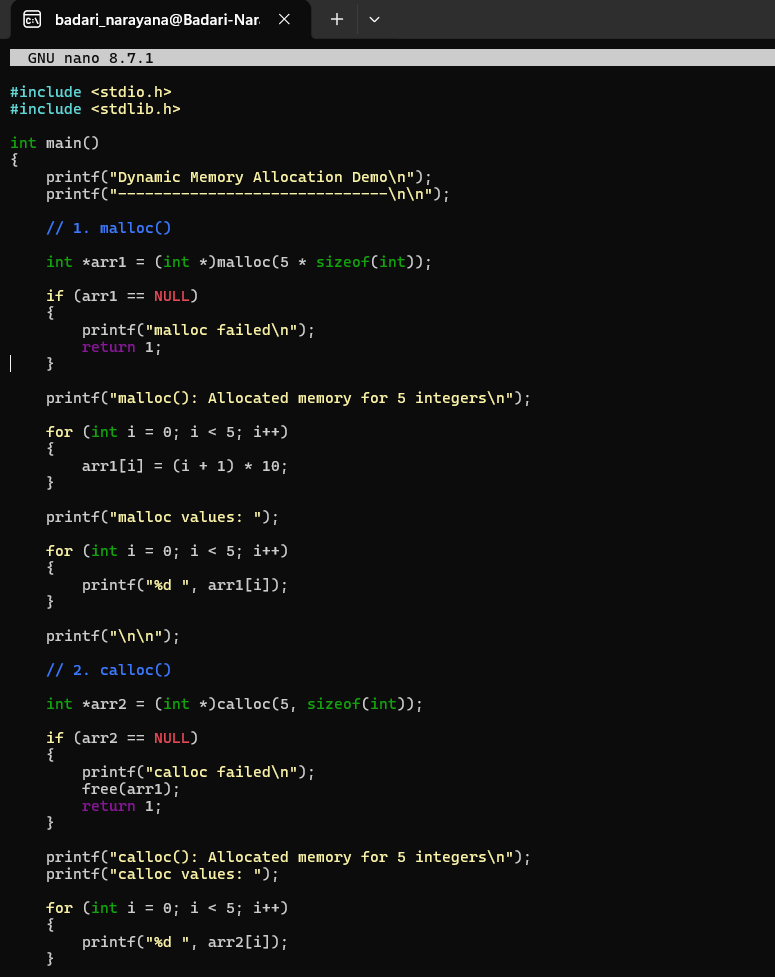 badari_narayana@Badari-Nar
GNU nano 8.7.1
#include <stdio.h>
#include <stdlib.h>
int main()
{
    printf("Dynamic Memory Allocation Demo\n");
    printf("------------------------------\n\n");
    // 1. malloc()
    int *arr1 = (int *)malloc(5 * sizeof(int));
    if (arr1 == NULL)
    {
        printf("malloc failed\n");
        return 1;
    }
    printf("malloc(): Allocated memory for 5 integers\n");
    for (int i = 0; i < 5; i++)
    {
        arr1[i] = (i + 1) * 10;
    }
    printf("malloc values: ");
    for (int i = 0; i < 5; i++)
    {
        printf("%d ", arr1[i]);
    }
    printf("\n\n");
    // 2. calloc()
    int *arr2 = (int *)calloc(5, sizeof(int));
    if (arr2 == NULL)
    {
        printf("calloc failed\n");
        free(arr1);
        return 1;
    }
    printf("calloc(): Allocated memory for 5 integers\n");
    printf("calloc values: ");
    for (int i = 0; i < 5; i++)
    {
        printf("%d ", arr2[i]);
    }